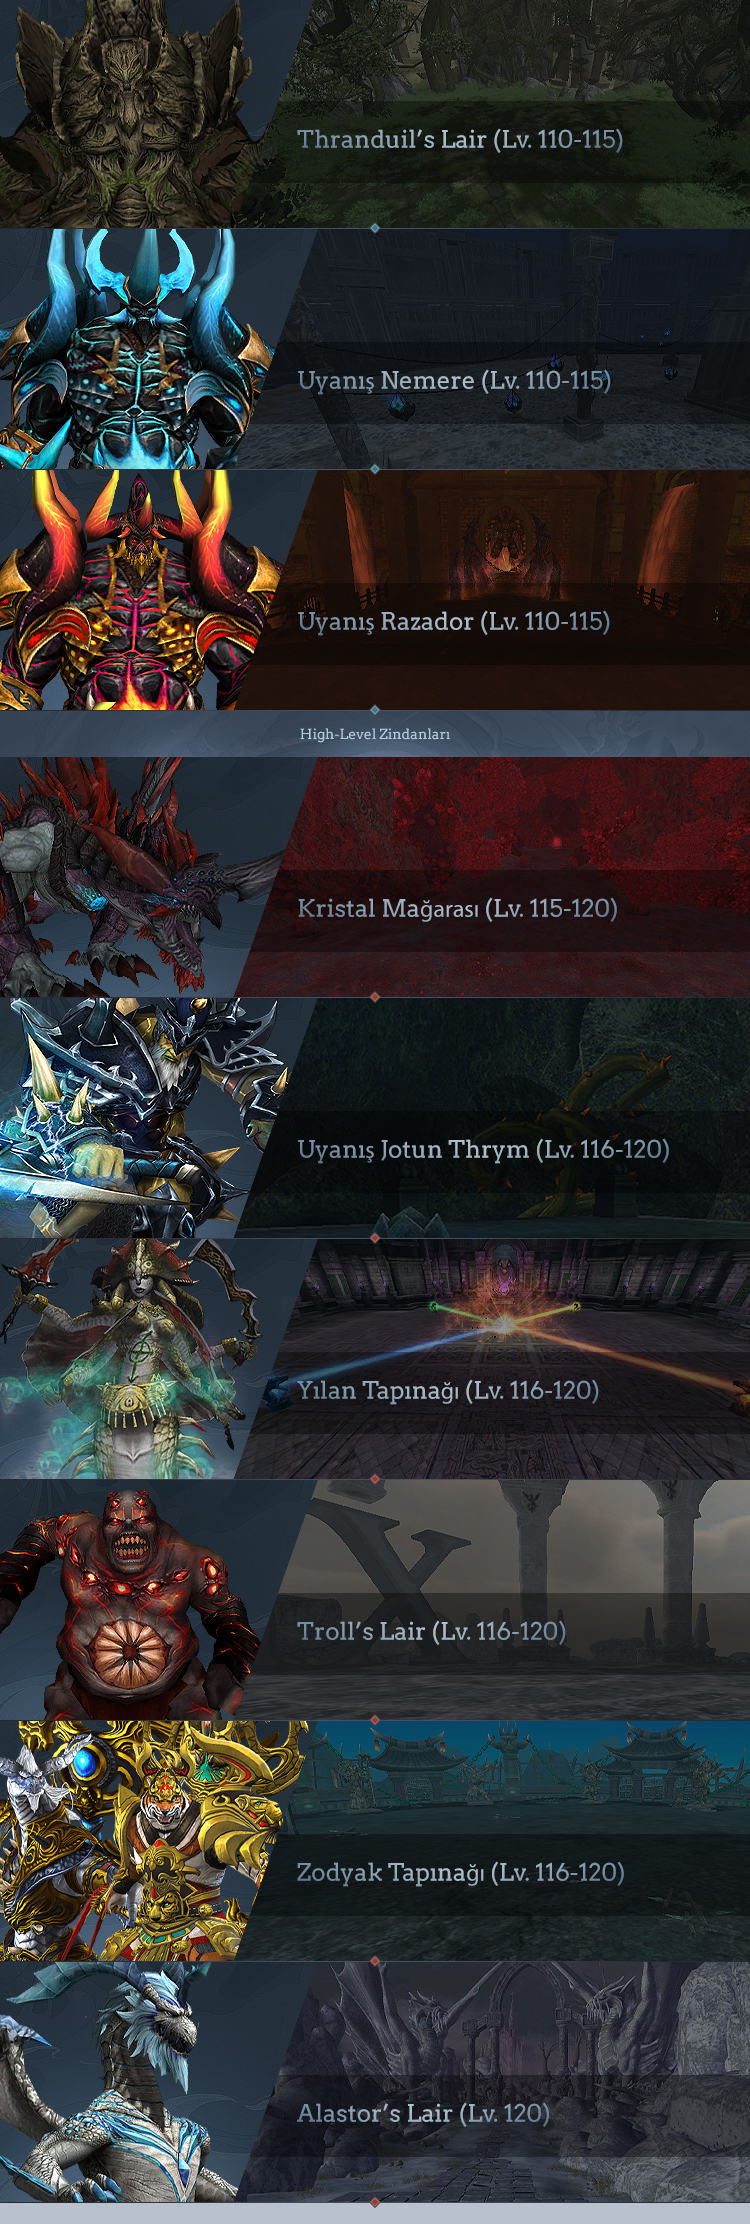 Thranduil’s Lair (Lv. 110-115)
Uyanış Nemere (Lv. 110-115)
Uyanış Razador (Lv. 110-115)
High-Level Zindanları
Kristal Mağarası (Lv. 115-120)
Uyanış Jotun Thrym (Lv. 116-120)
Yılan Tapınağı (Lv. 116-120)
Troll’s Lair (Lv. 116-120)
Zodyak Tapınağı (Lv. 116-120)
Alastor’s Lair (Lv. 120)